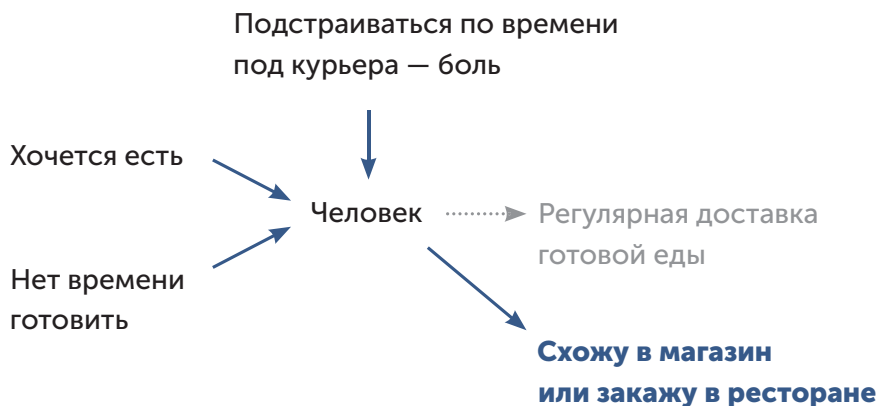 Подстраиваться по времени
под курьера — боль
Хочется есть
Человек
Регулярная доставка
готовой еды
Нет времени
готовить
Схожу в магазин
или закажу в ресторане